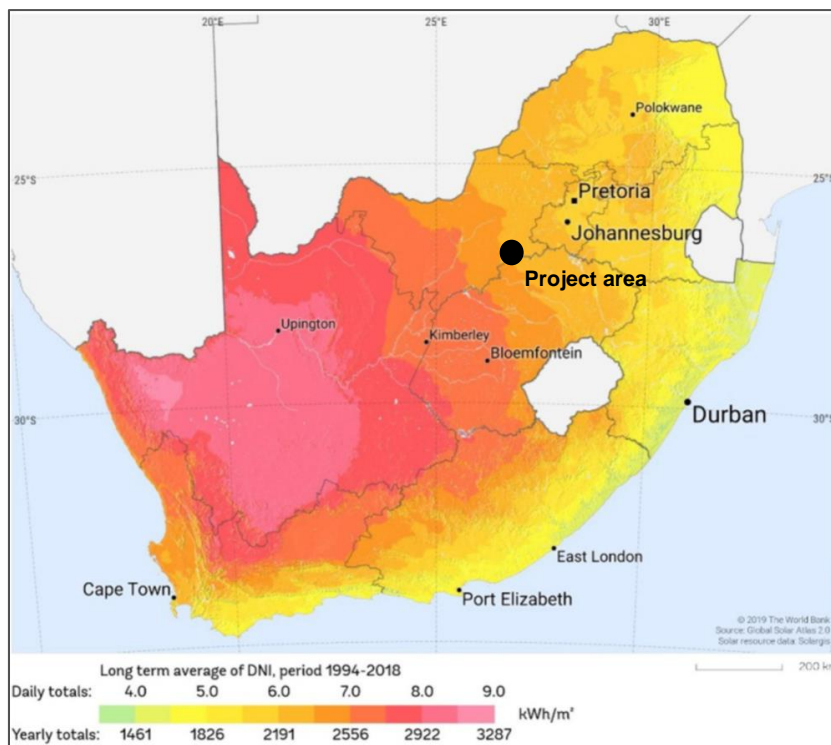 20°E 25°E 30°E
Polokwane
25°S 25°S
Pretoria
Johannesburg
Project area
Upington
Kimberley
Bloemfontein
30°S 30°S
Durban
East London
Cape Town
Port Elizabeth
© 2019 The World Bank
Source: Global Solar Atlas 2.0
Solar resource data: Solargis
Long term average of DNI, period 1994-2018
200 km
Daily totals: 4.0 5.0 6.0 7.0 8.0 9.0
kWh/m²
Yearly totals: 1461 1826 2191 2556 2922 3287